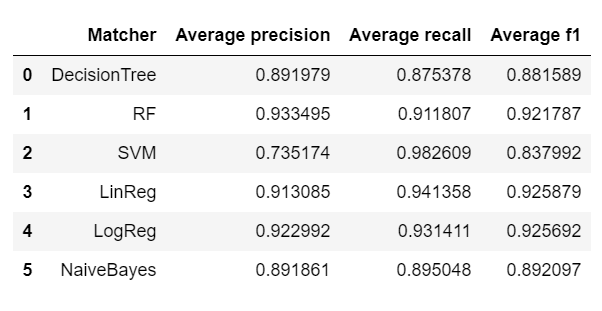 Matcher Average precision Average recall Average f1
0 DecisionTree 0.891979 0.875378 0.881589
1 RF 0.933495 0.911807 0.921787
2 SVM 0.735174 0.982609 0.837992
3 LinReg 0.913085 0.941358 0.925879
4 LogReg 0.922992 0.931411 0.925692
5 NaiveBayes 0.891861 0.895048 0.892097